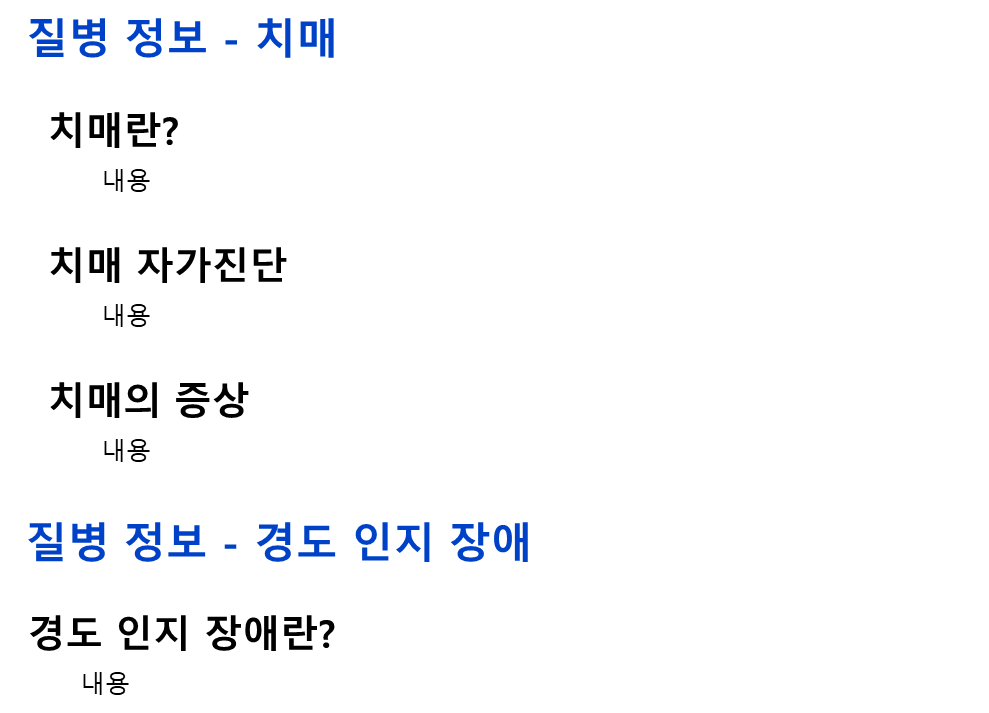 질병 정보 - 치매
치매란?
내용
치매 자가진단
내용
치매의 증상
내용
질병 정보 - 경도 인지 장애
경도 인지 장애란?
내용